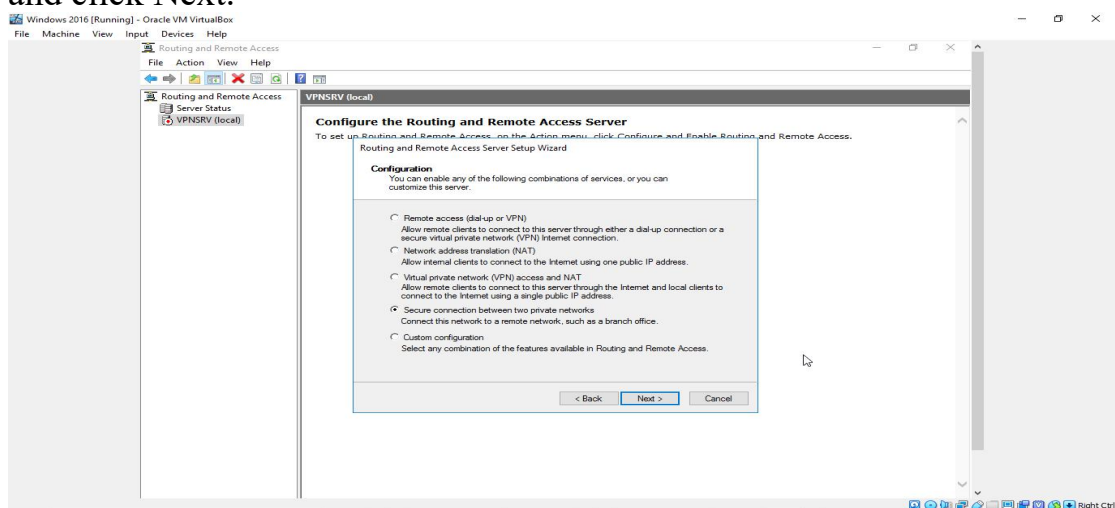 and click Next.
Windows 2016 [Running] - Oracle VM VirtualBox
File Machine View Input Devices Help
Routing and Remote Access
File Action View Help
Routing and Remote Access
Server Status
VPNSRV (local)
VPNSRV (local)
Configure the Routing and Remote Access Server
To set up Routing and Remote Access, on the Action menu, click Configure and Enable Routing and Remote Access.
Routing and Remote Access Server Setup Wizard
Configuration
You can enable any of the following combinations of services, or you can
customize this server.
Remote access (dial-up or VPN)
Allow remote clients to connect to this server through either a dial-up connection or a
secure virtual private network (VPN) Internet connection.
Network address translation (NAT)
Allow internal clients to connect to the Internet using one public IP address.
Virtual private network (VPN) access and NAT
Allow remote clients to connect to this server through the Internet and local clients to
connect to the Internet using a single public IP address.
Secure connection between two private networks
Connect this network to a remote network, such as a branch office.
Custom configuration
Select any combination of the features available in Routing and Remote Access.
< Back Next > Cancel
Right Ctrl